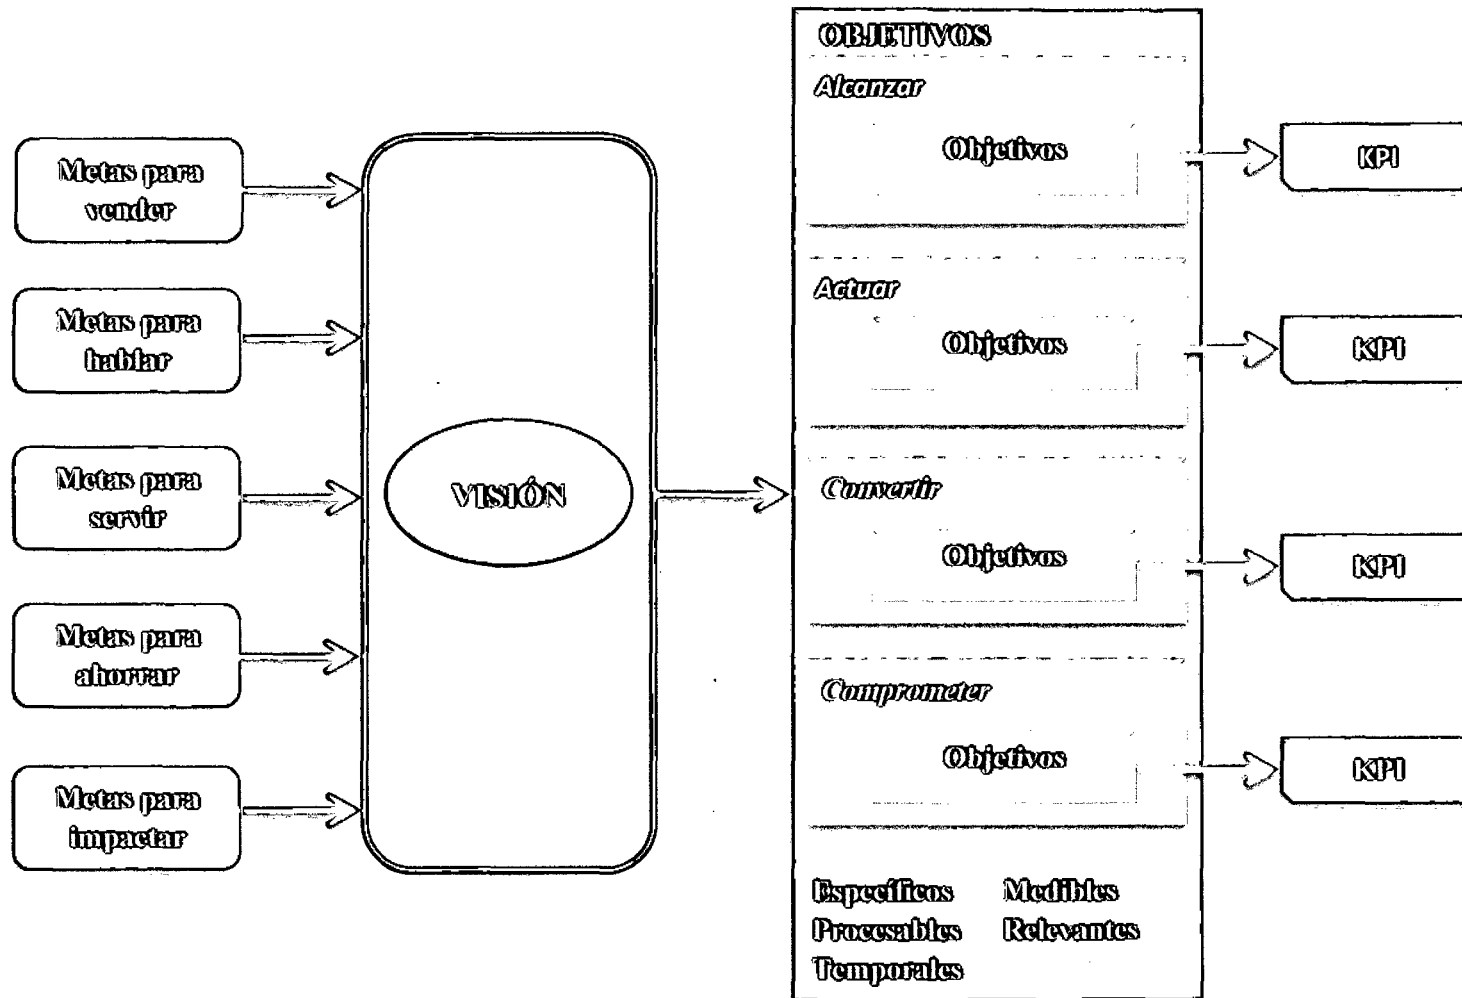 Metas para
vender
Metas para
hablar
Metas para
servir
Metas para
ahorrar
Metas para
impactar
VISIÓN
OBJETIVOS
Alcanzar
Objetivos
KPI
Actuar
Objetivos
KPI
Convertir
Objetivos
KPI
Comprometer
Objetivos
KPI
Específicos Medibles
Procesables Relevantes
Temporales